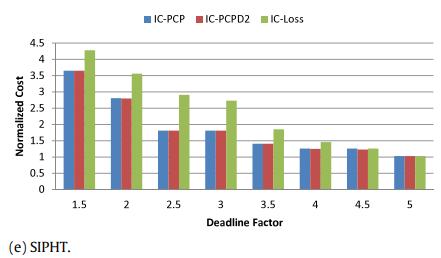 IC-PCP IC-PCPD2 IC-Loss
4.5
4
3.5
3
2.5
2
1.5
1
0.5
0
Normalized Cost
1.5 2 2.5 3 3.5 4 4.5 5
Deadline Factor
(e) SIPHT.